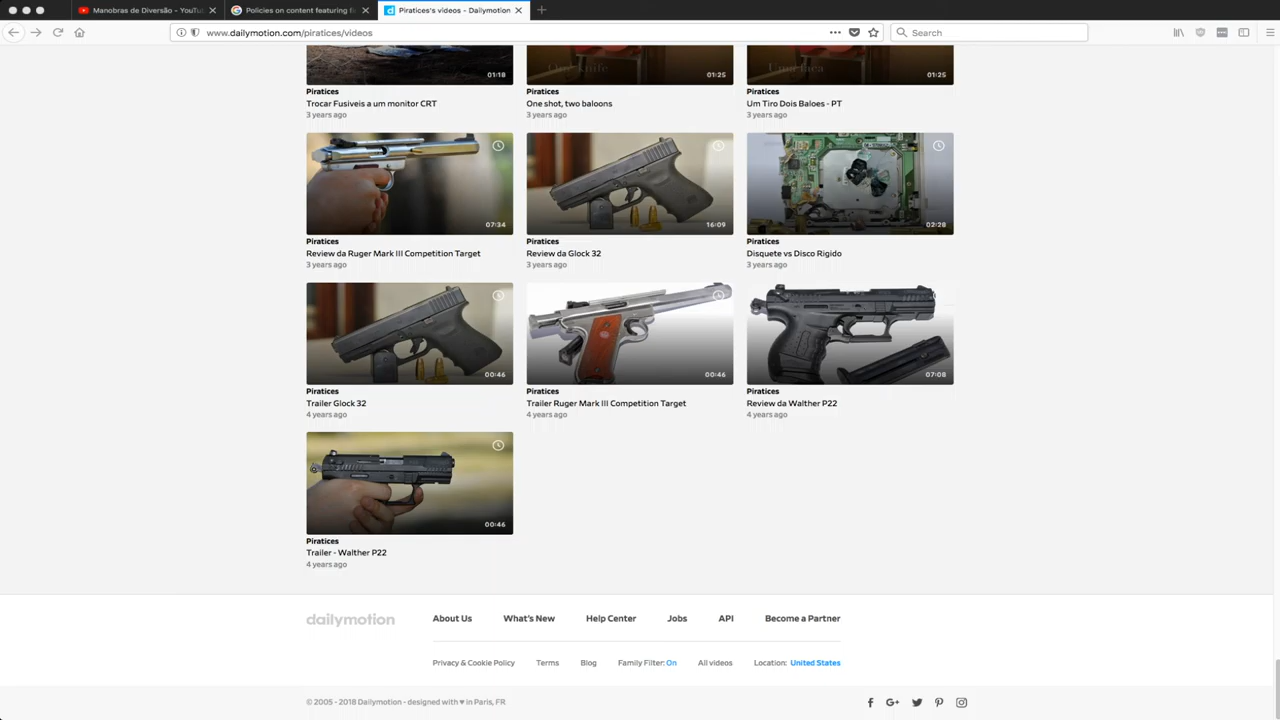 Manobras de Diversão - YouTu
Policies on content featuring f
Piratices's videos - Dailymotion
www.dailymotion.com/piratices/videos
Search
01:18
01:25
01:25
Piratices
Trocar Fusiveis a um monitor CRT
3 years ago
Piratices
One shot, two baloons
3 years ago
Piratices
Um Tiro Dois Baloes - PT
3 years ago
07:34
16:09
02:28
Piratices
Review da Ruger Mark III Competition Target
3 years ago
Piratices
Review da Glock 32
3 years ago
Piratices
Disquete vs Disco Rigido
3 years ago
00:46
00:46
07:08
Piratices
Trailer Glock 32
4 years ago
Piratices
Trailer Ruger Mark III Competition Target
4 years ago
Piratices
Review da Walther P22
4 years ago
00:46
Piratices
Trailer - Walther P22
4 years ago
dailymotion
About Us What's New Help Center Jobs API Become a Partner
Privacy & Cookie Policy Terms Blog Family Filter: On All videos Location: United States
© 2005 - 2018 Dailymotion - designed with ♥ in Paris, FR